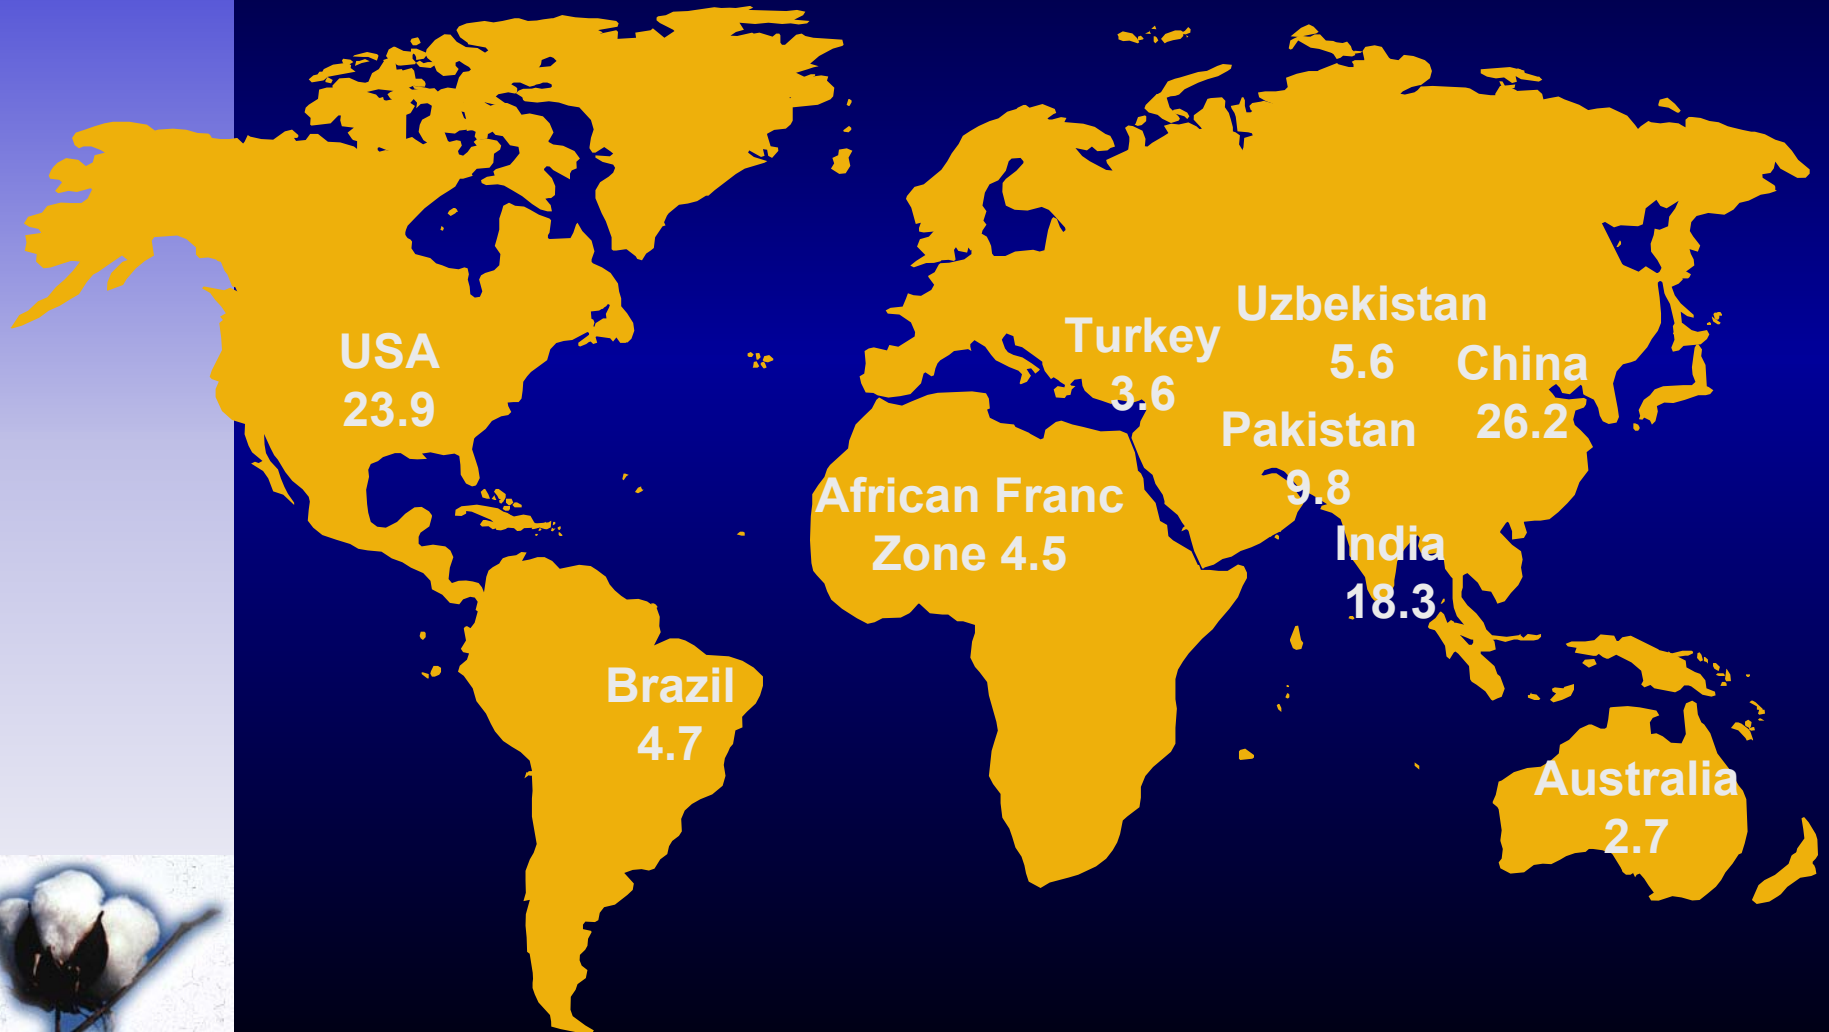 USA
23.9
Turkey
3.6
Uzbekistan
5.6
China
26.2
Pakistan
9.8
African Franc
Zone 4.5
India
18.3
Brazil
4.7
Australia
2.7